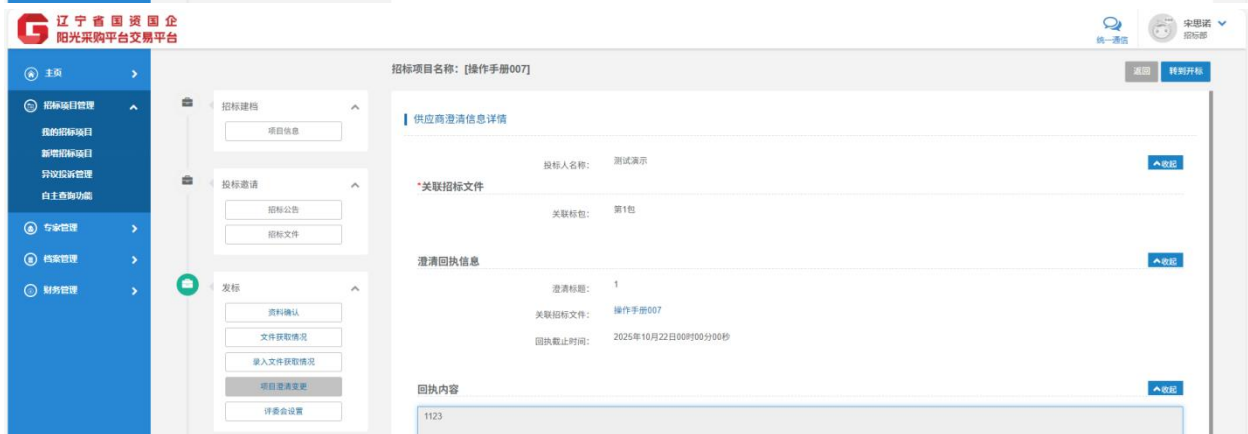 辽宁省国资国企
阳光采购平台交易平台
统一通信
宋思诺
招标部
主页
招标项目管理
我的招标项目
新增招标项目
异议投诉管理
自主查询功能
专家管理
档案管理
财务管理
招标建档
项目信息
投标邀请
招标公告
招标文件
发标
资料确认
文件获取情况
录入文件获取情况
项目澄清变更
评委会设置
招标项目名称：[操作手册007]
返回
转到开标
供应商澄清信息详情
投标人名称： 测试演示
收起
*关联招标文件
关联标包： 第1包
澄清回执信息
收起
澄清标题： 1
关联招标文件： 操作手册007
回执截止时间： 2025年10月22日00时00分00秒
回执内容
收起
1123